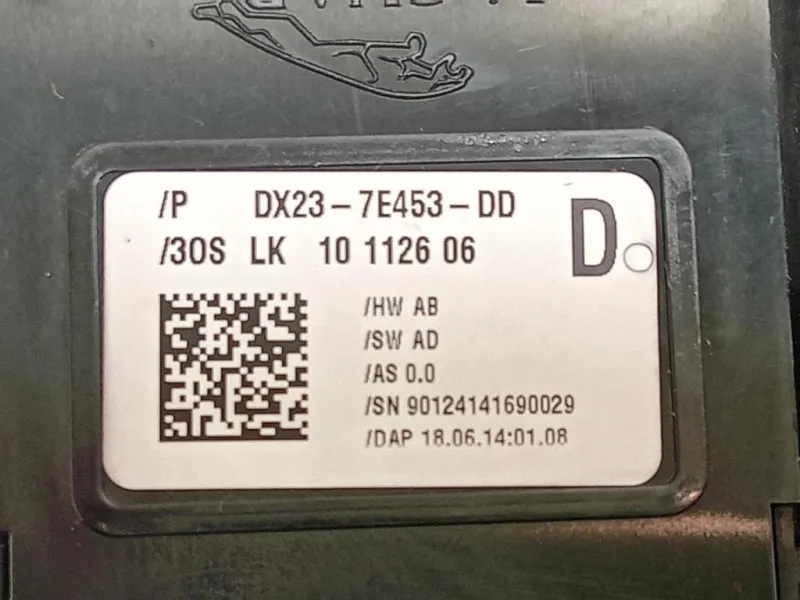 /P DX23-7E453-DD
D
/3OS LK 10 1126 06
/HW AB
/SW AD
/AS 0.0
/SN 90124141690029
/DAP 18.06.14:01.08